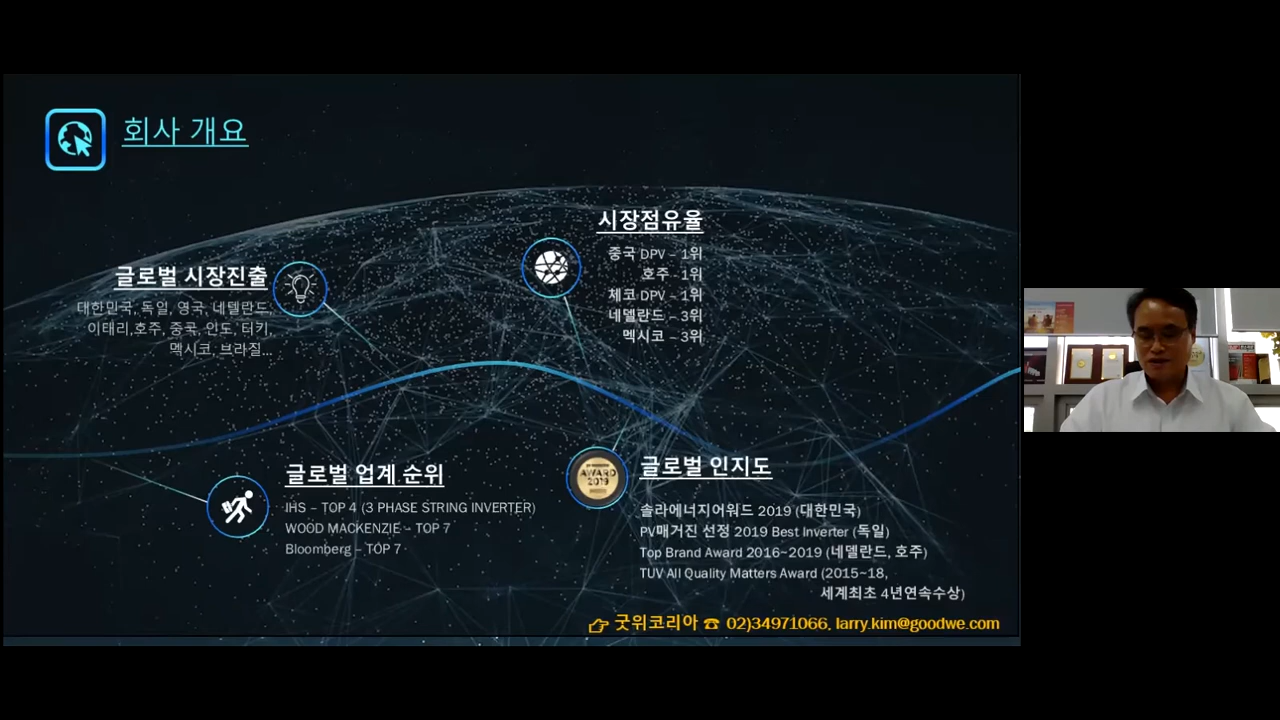 회사 개요
글로벌 시장진출
대한민국, 독일, 영국, 네델란드,
이태리,호주, 중국, 인도, 터키,
멕시코, 브라질...
시장점유율
중국 DPV – 1위
호주 – 1위
체코 DPV – 1위
네델란드 – 3위
멕시코 – 3위
글로벌 업계 순위
IHS – TOP 4 (3 PHASE STRING INVERTER)
WOOD MACKENZIE - TOP 7
Bloomberg – TOP 7
AWARD
2019
글로벌 인지도
솔라에너지어워드 2019 (대한민국)
PV매거진 선정 2019 Best Inverter (독일)
Top Brand Award 2016~2019 (네델란드, 호주)
TUV All Quality Matters Award (2015~18,
세계최초 4년연속수상)
☞ 굿위코리아 ☎ 02)34971066, larry.kim@goodwe.com